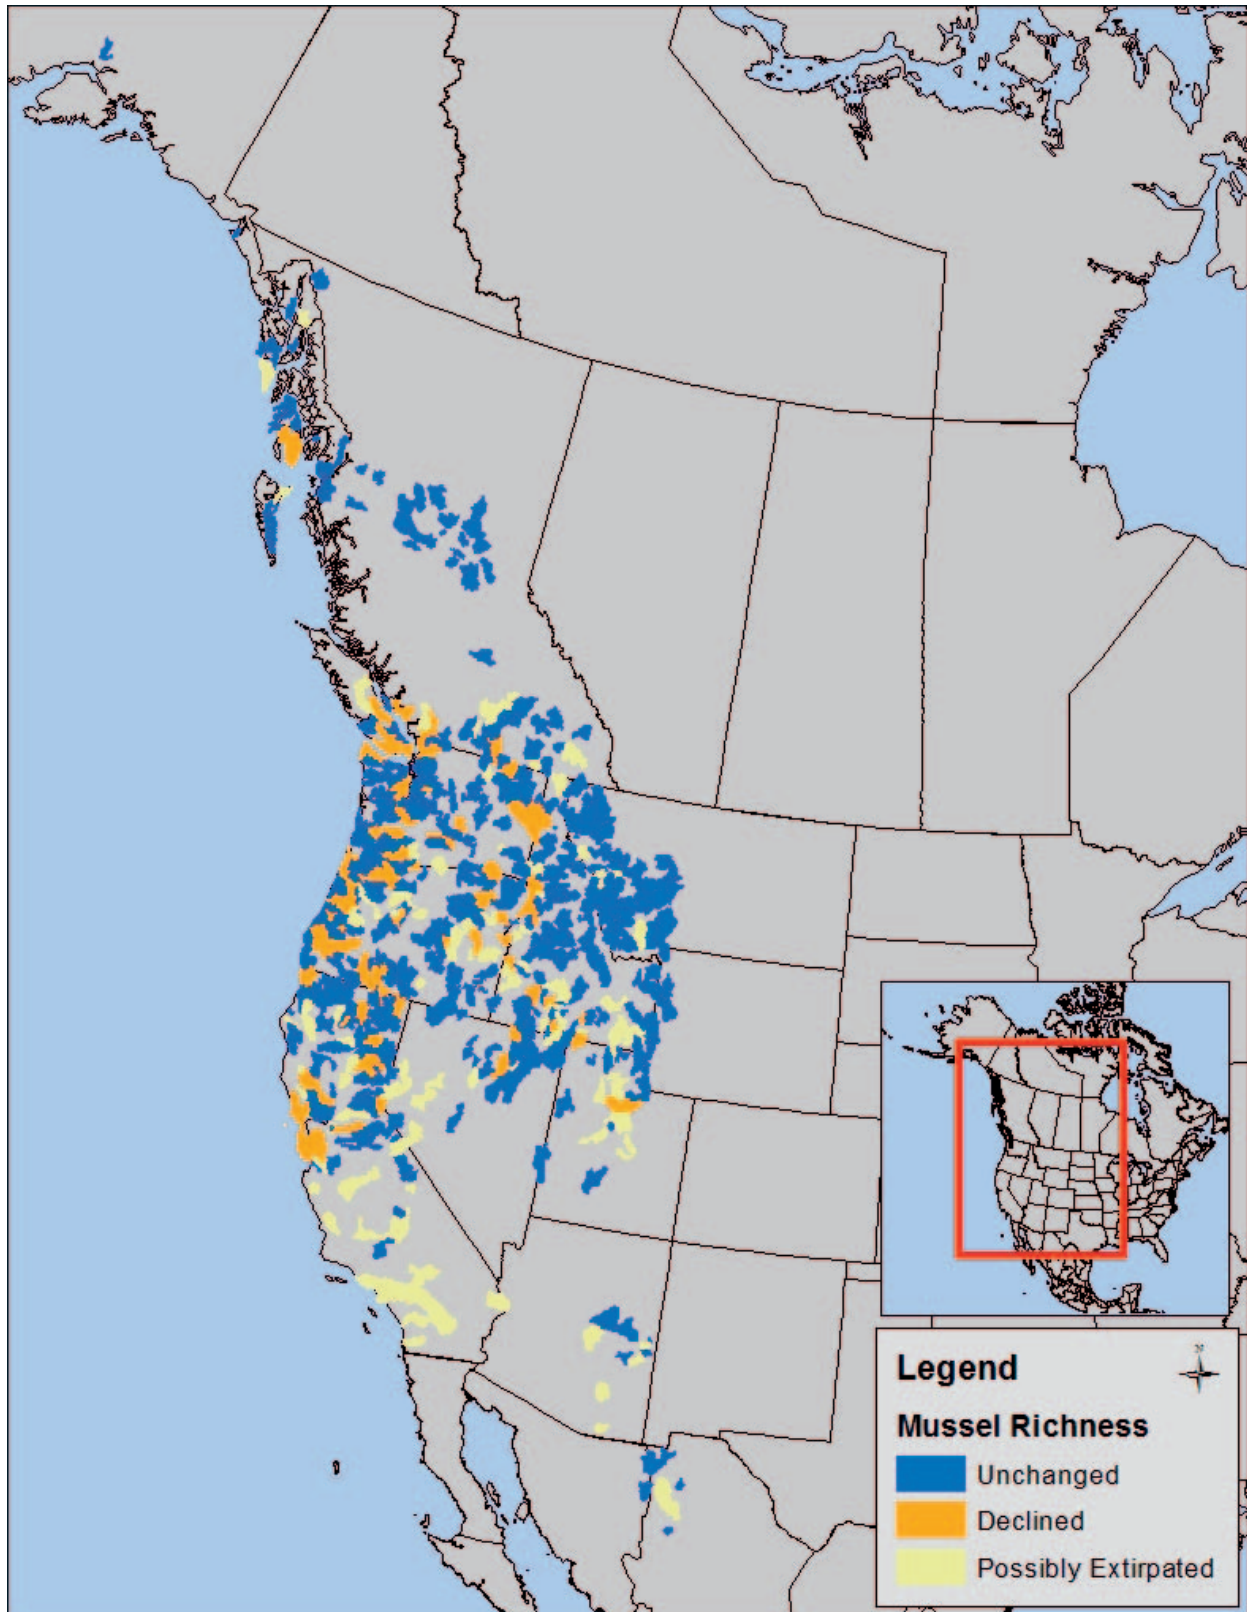 Legend
Mussel Richness
Unchanged
Declined
Possibly Extirpated